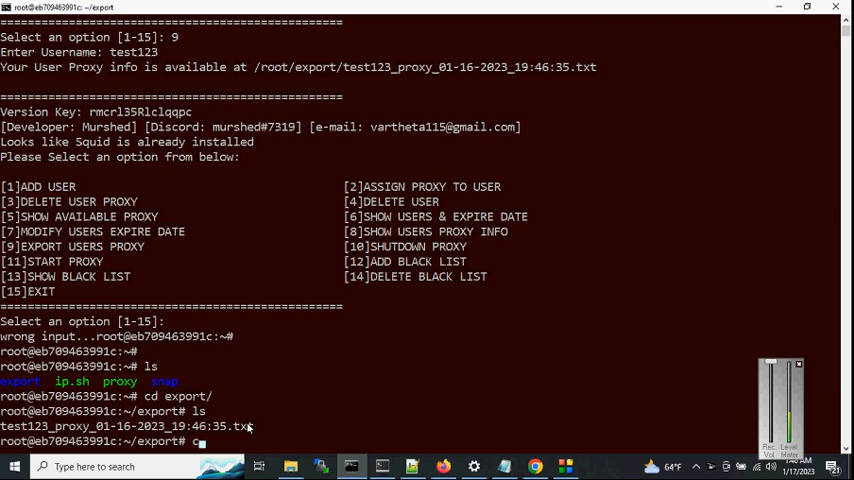 root@eb709463991c: ~/export
=================================================
Select an option [1-15]: 9
Enter Username: test123
Your User Proxy info is available at /root/export/test123_proxy_01-16-2023_19:46:35.txt
=================================================
Version Key: rmcrl35Rlclqqpc
[Developer: Murshed] [Discord: murshed#7319] [e-mail: vartheta115@gmail.com]
Looks like Squid is already installed
Please Select an option from below:
[1]ADD USER [2]ASSIGN PROXY TO USER
[3]DELETE USER PROXY [4]DELETE USER
[5]SHOW AVAILABLE PROXY [6]SHOW USERS & EXPIRE DATE
[7]MODIFY USERS EXPIRE DATE [8]SHOW USERS PROXY INFO
[9]EXPORT USERS PROXY [10]SHUTDOWN PROXY
[11]START PROXY [12]ADD BLACK LIST
[13]SHOW BLACK LIST [14]DELETE BLACK LIST
[15]EXIT
=================================================
Select an option [1-15]:
wrong input...root@eb709463991c:~#
root@eb709463991c:~#
root@eb709463991c:~# ls
export ip.sh proxy snap
root@eb709463991c:~# cd export/
root@eb709463991c:~/export# ls
test123_proxy_01-16-2023_19:46:35.txt
root@eb709463991c:~/export# c
Rec. Vol Level Meter
Type here to search
64°F
1/17/2023
21